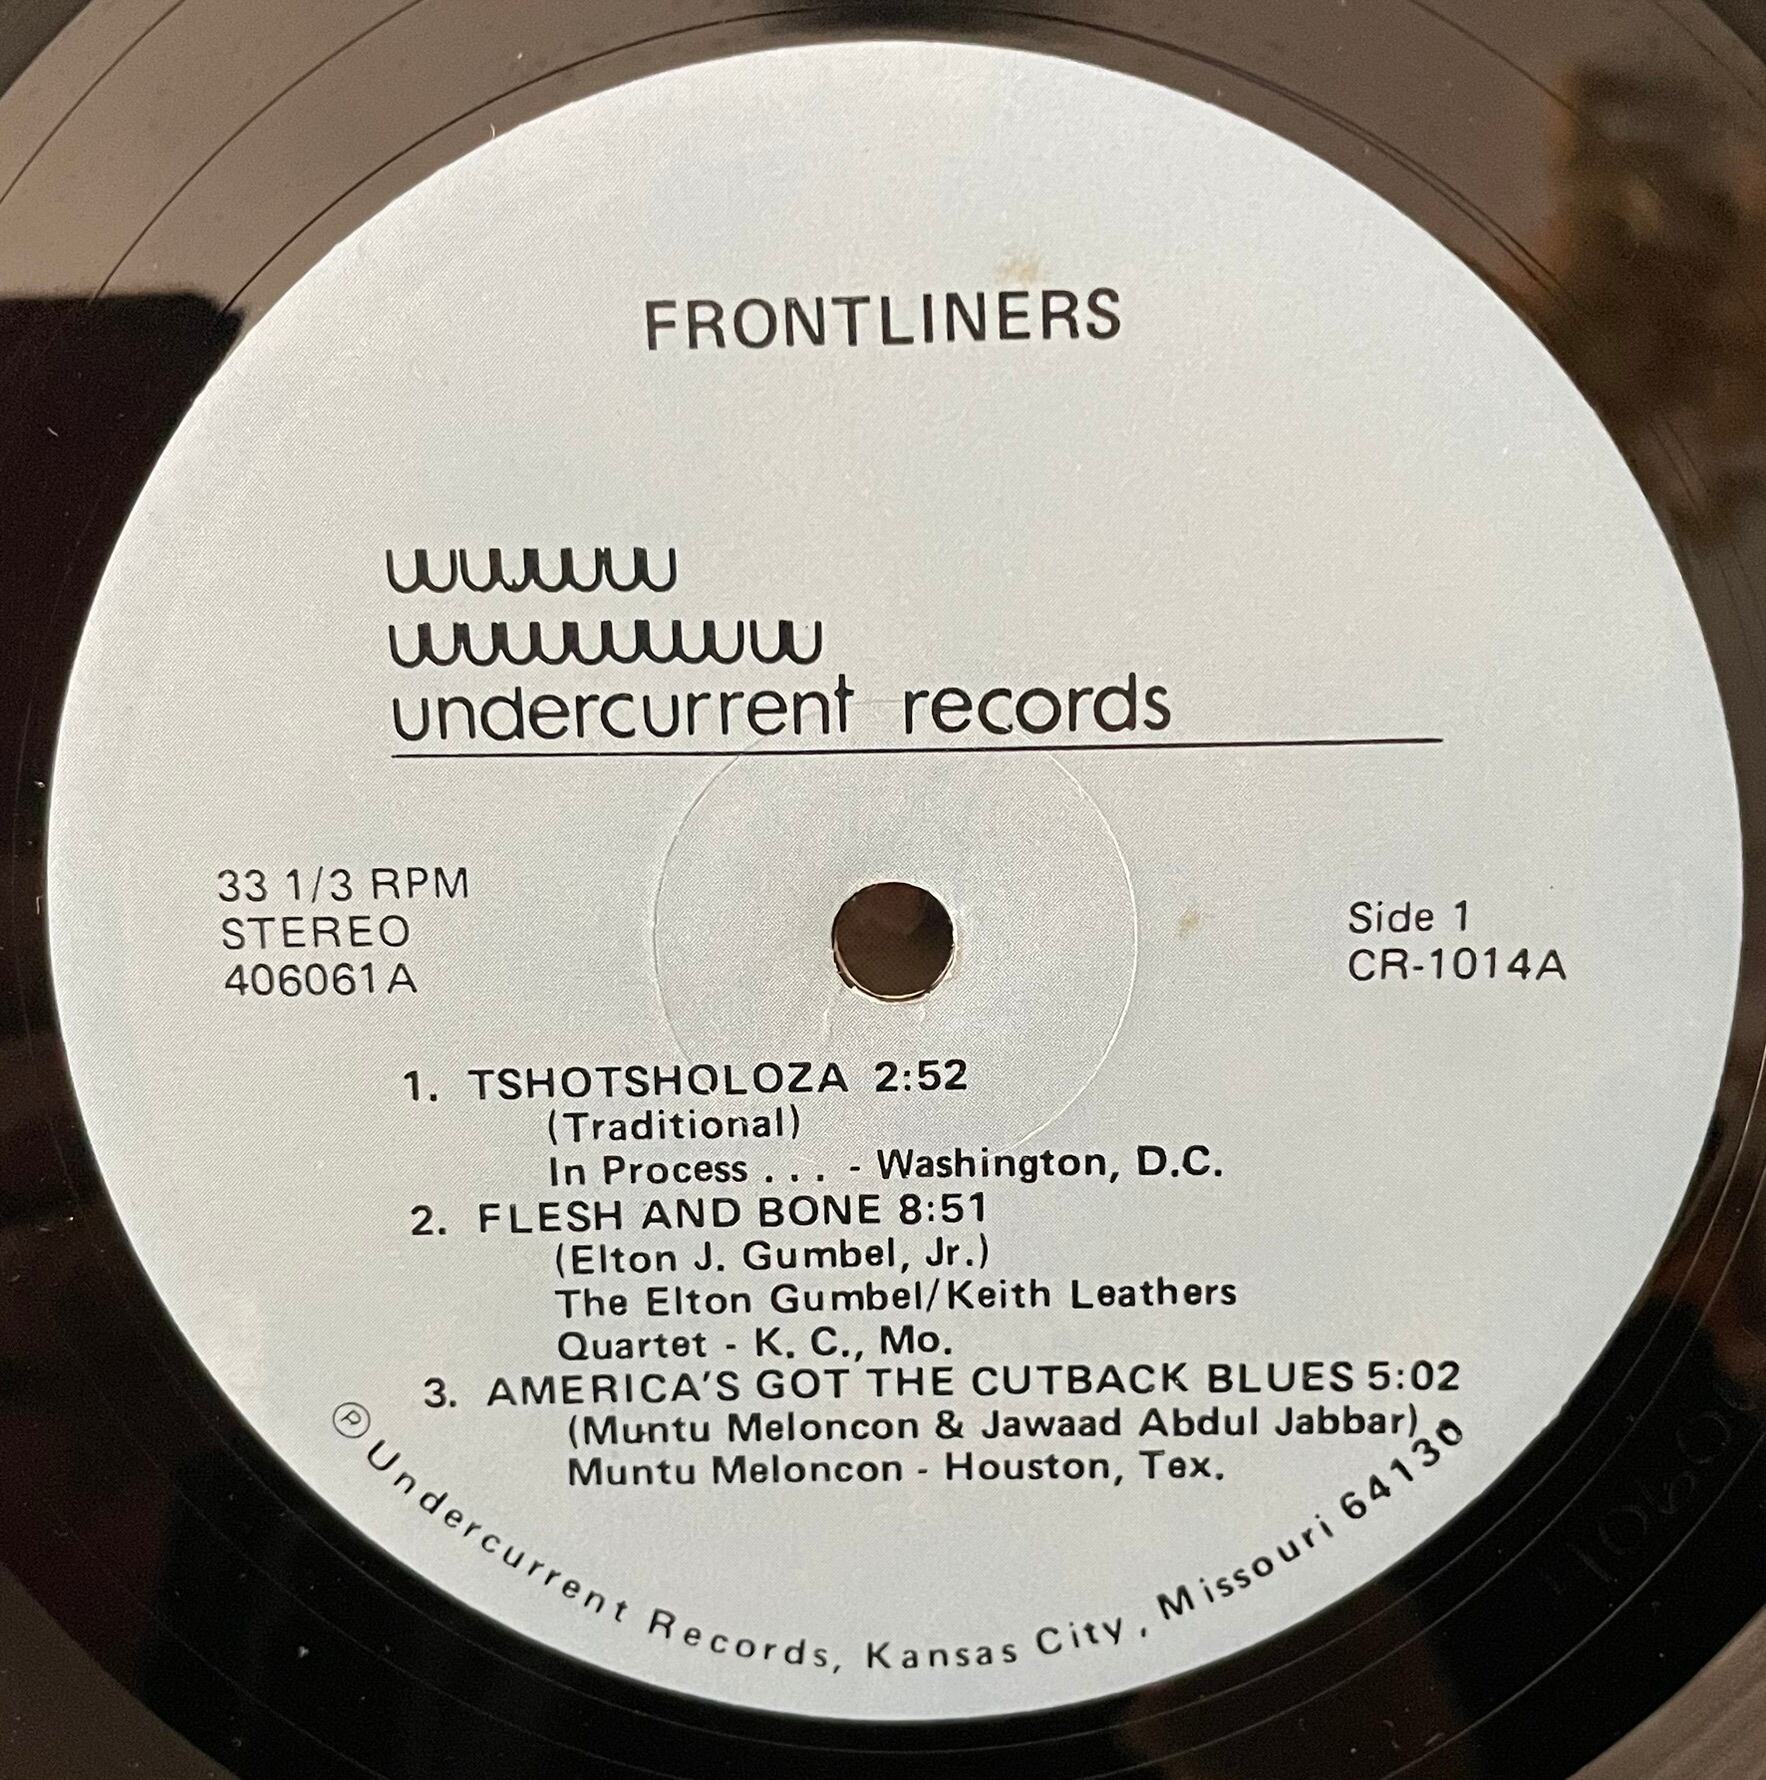 FRONTLINERS
undercurrent records
33 1/3 RPM
STEREO
406061A
Side 1
CR-1014A
1. TSHOTSHOLOZA 2:52
(Traditional)
In Process . . . - Washington, D.C.
2. FLESH AND BONE 8:51
(Elton J. Gumbel, Jr.)
The Elton Gumbel/Keith Leathers
Quartet - K. C., Mo.
3. AMERICA'S GOT THE CUTBACK BLUES 5:02
(Muntu Meloncon & Jawaad Abdul Jabbar)
Muntu Meloncon - Houston, Tex.
Ⓟ Undercurrent Records, Kansas City, Missouri 64130